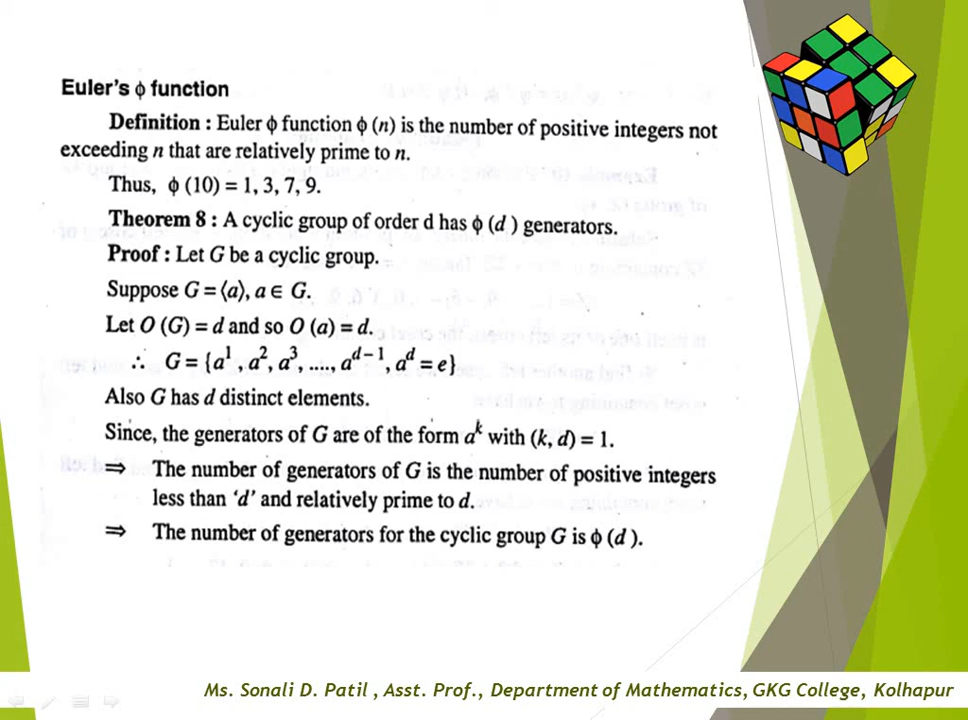 Euler's ϕ function
Definition : Euler ϕ function ϕ (n) is the number of positive integers not
exceeding n that are relatively prime to n.
Thus, ϕ (10) = 1, 3, 7, 9.
Theorem 8 : A cyclic group of order d has ϕ (d ) generators.
Proof : Let G be a cyclic group.
Suppose G = ⟨a⟩, a ∈ G.
Let O (G) = d and so O (a) = d.
∴ G = {a¹, a², a³, ...., a^{d – 1}, a^d = e}
Also G has d distinct elements.
Since, the generators of G are of the form a^k with (k, d) = 1.
⇒ The number of generators of G is the number of positive integers
less than 'd' and relatively prime to d.
⇒ The number of generators for the cyclic group G is ϕ (d ).
Ms. Sonali D. Patil , Asst. Prof., Department of Mathematics, GKG College, Kolhapur